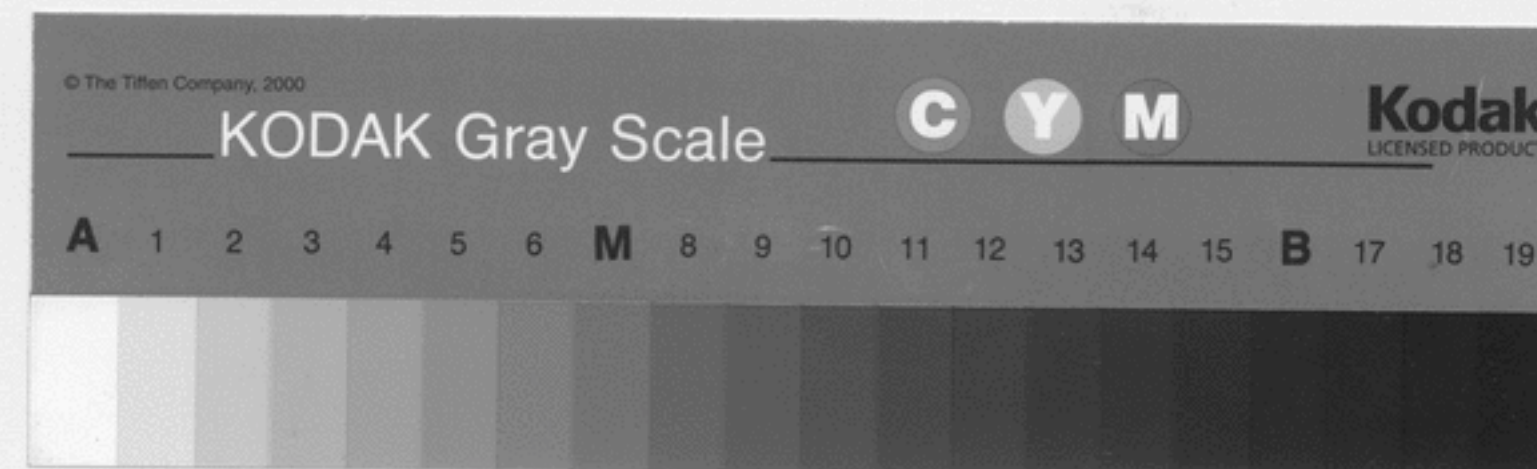 © The Tiffen Company, 2000
KODAK Gray Scale
C Y M
Kodak
LICENSED PRODUCT
A 1 2 3 4 5 6 M 8 9 10 11 12 13 14 15 B 17 18 19